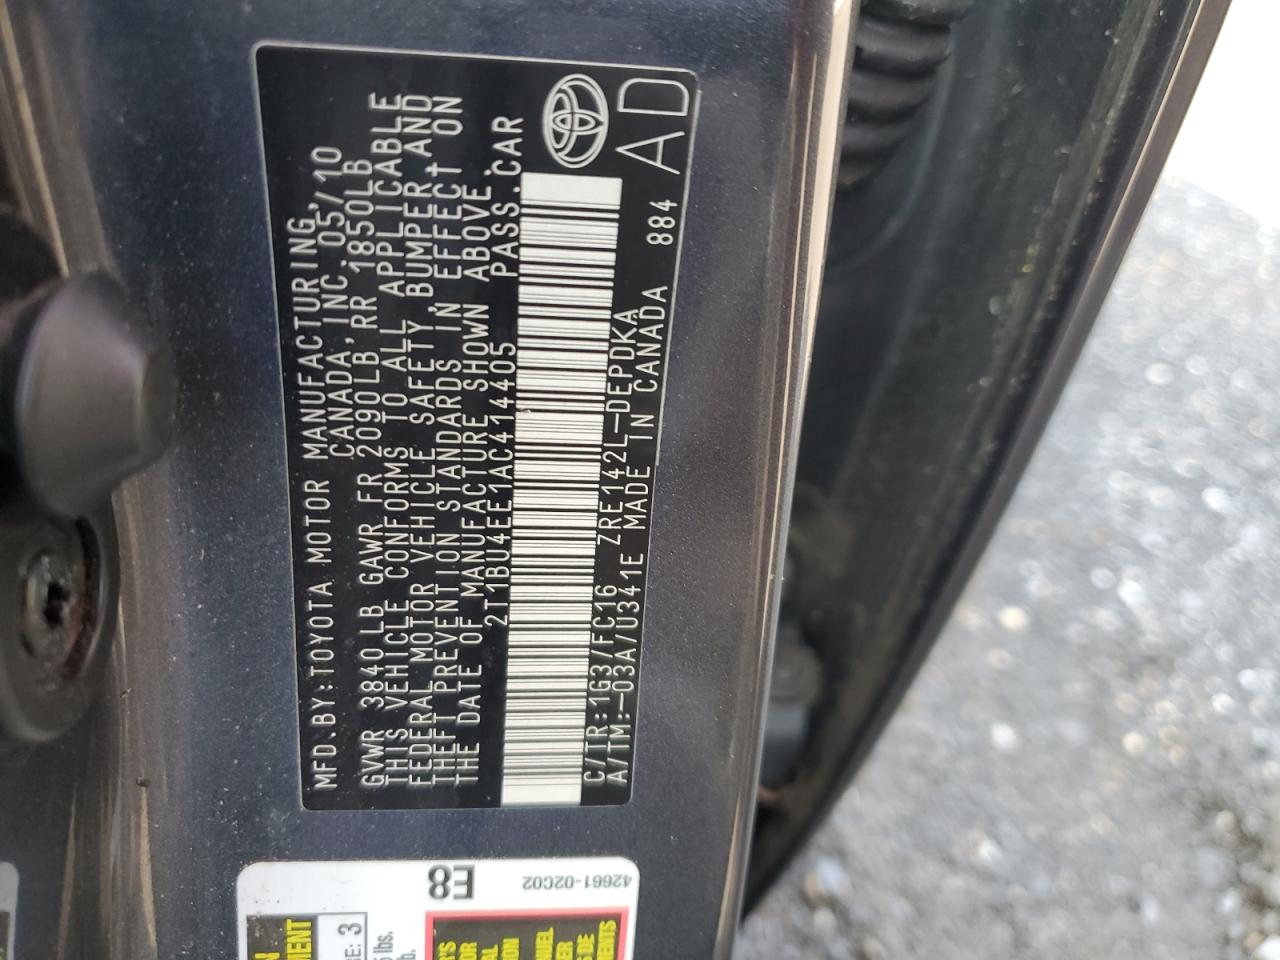 MFD.BY:TOYOTA MOTOR MANUFACTURING,
CANADA,INC.05/10
GVWR 3840LB GAWR FR 2090LB,RR 1850LB
THIS VEHICLE CONFORMS TO ALL APPLICABLE
FEDERAL MOTOR VEHICLE SAFETY,BUMPER,AND
THEFT PREVENTION STANDARDS IN EFFECT ON
THE DATE OF MANUFACTURE SHOWN ABOVE.
2T1BU4EE1AC414405 PASS.CAR
C/TR:1G3/FC16 ZRE142L-DEPDKA
A/TM:-03A/U341E MADE IN CANADA 884
AD
E8
42661-02C02